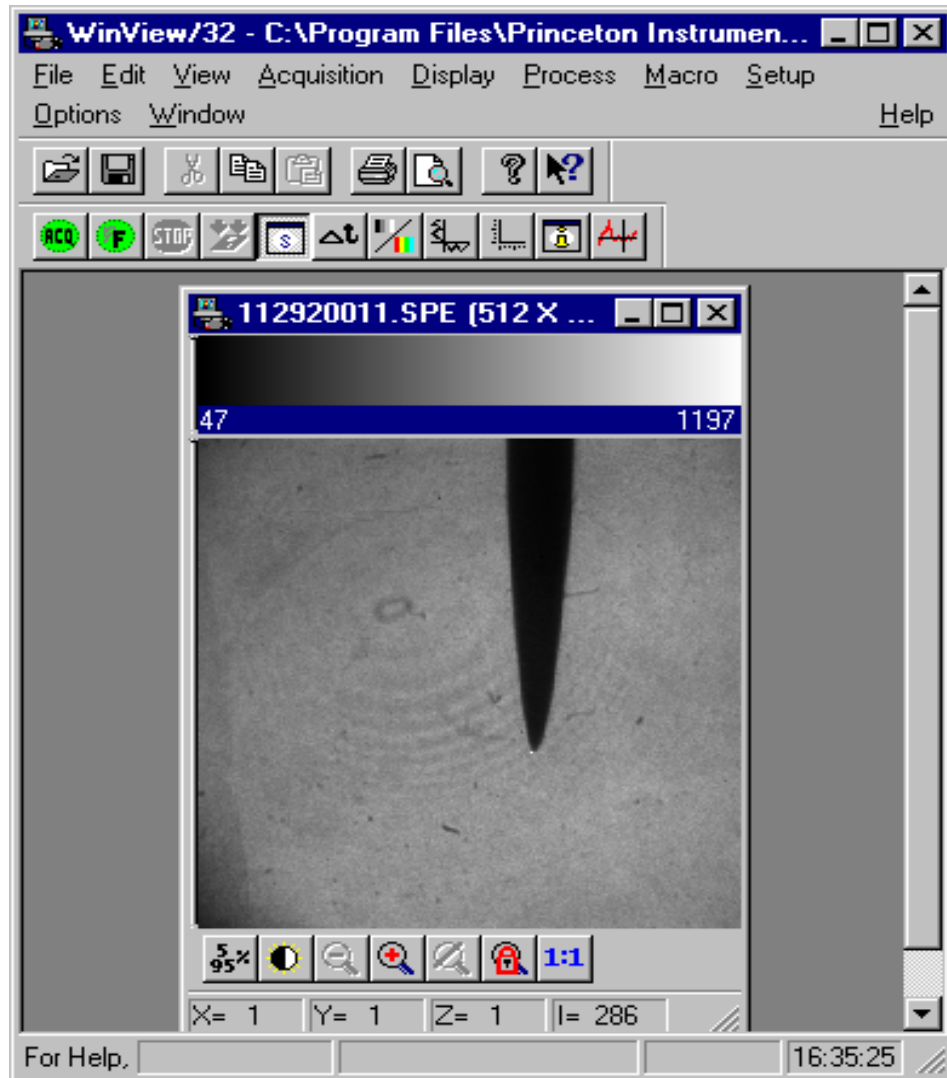 WinView/32 - C:\Program Files\Princeton Instrumen...
File Edit View Acquisition Display Process Macro Setup
Options Window Help
ACQ F STOP S Δt i
112920011.SPE (512 X ...
47 1197
5 95% 1:1
X= 1 Y= 1 Z= 1 I= 286
For Help, 16:35:25